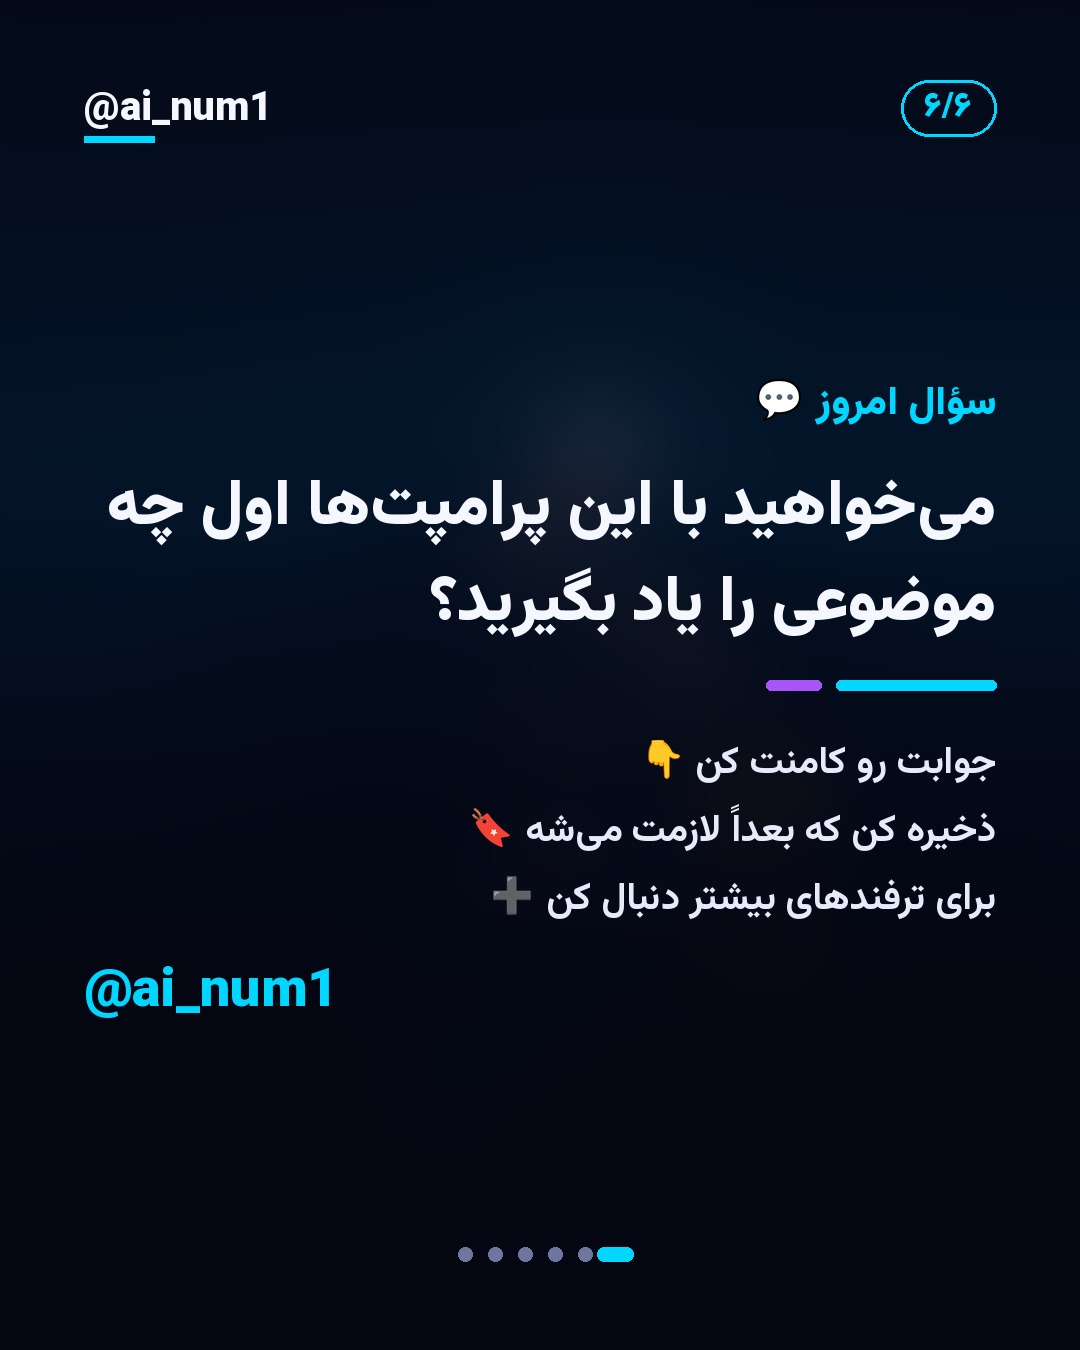 @ai_num1
۶/۶
سؤال امروز 💬
می‌خواهید با این پرامپت‌ها اول چه
موضوعی را یاد بگیرید؟
جوابت رو کامنت کن 👇
ذخیره کن که بعداً لازمت می‌شه 🔖
برای ترفندهای بیشتر دنبال کن ➕
@ai_num1